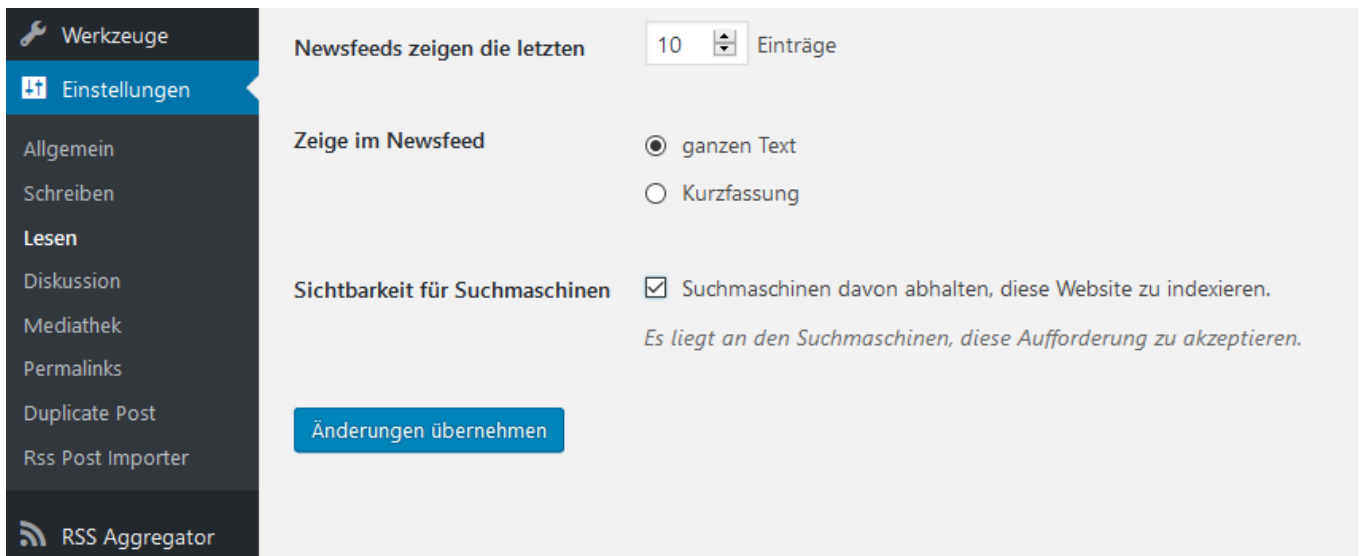 Werkzeuge
Einstellungen
Allgemein
Schreiben
Lesen
Diskussion
Mediathek
Permalinks
Duplicate Post
Rss Post Importer
RSS Aggregator
Newsfeeds zeigen die letzten 10 Einträge
Zeige im Newsfeed ganzen Text
Kurzfassung
Sichtbarkeit für Suchmaschinen Suchmaschinen davon abhalten, diese Website zu indexieren.
Es liegt an den Suchmaschinen, diese Aufforderung zu akzeptieren.
Änderungen übernehmen